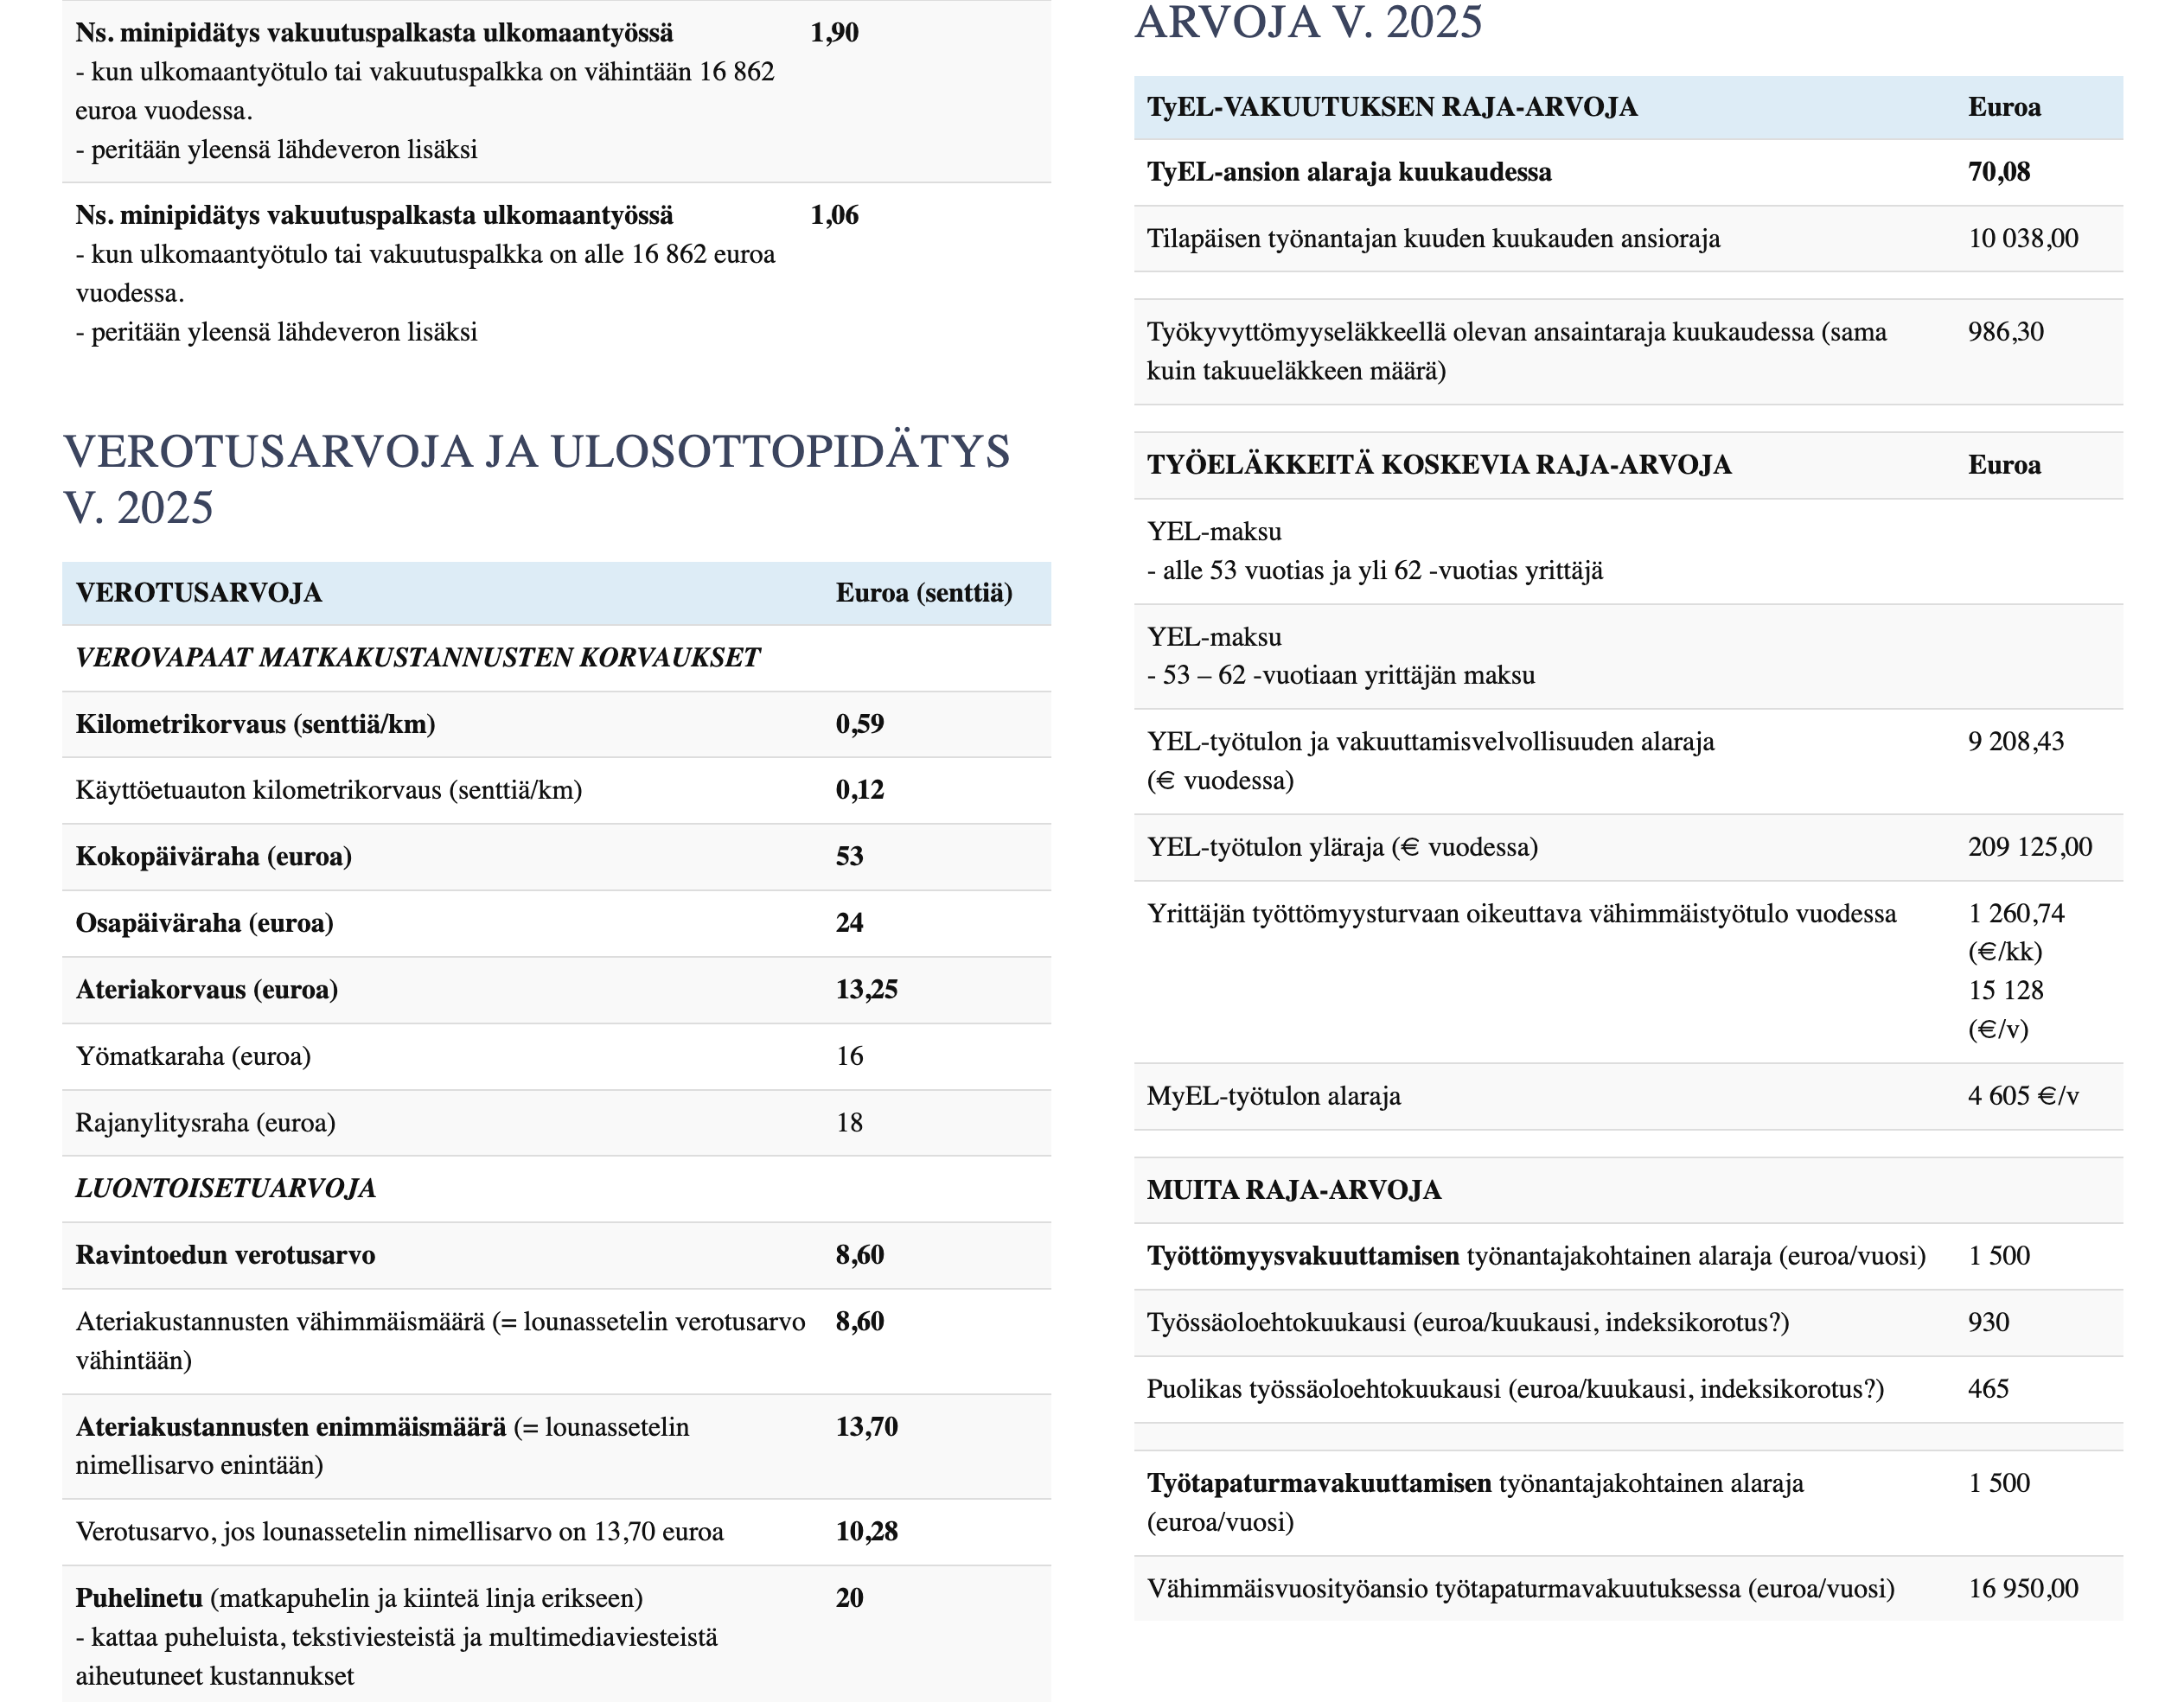 Ns. minipidätys vakuutuspalkasta ulkomaantyössä 1,90
- kun ulkomaantyötulo tai vakuutuspalkka on vähintään 16 862
euroa vuodessa.
- peritään yleensä lähdeveron lisäksi
Ns. minipidätys vakuutuspalkasta ulkomaantyössä 1,06
- kun ulkomaantyötulo tai vakuutuspalkka on alle 16 862 euroa
vuodessa.
- peritään yleensä lähdeveron lisäksi
VEROTUSARVOJA JA ULOSOTTOPIDÄTYS
V. 2025
VEROTUSARVOJA Euroa (senttiä)
VEROVAPAAT MATKAKUSTANNUSTEN KORVAUKSET
Kilometrikorvaus (senttiä/km) 0,59
Käyttöetuauton kilometrikorvaus (senttiä/km) 0,12
Kokopäiväraha (euroa) 53
Osapäiväraha (euroa) 24
Ateriakorvaus (euroa) 13,25
Yömatkaraha (euroa) 16
Rajanylitysraha (euroa) 18
LUONTOISETUARVOJA
Ravintoedun verotusarvo 8,60
Ateriakustannusten vähimmäismäärä (= lounassetelin verotusarvo 8,60
vähintään)
Ateriakustannusten enimmäismäärä (= lounassetelin 13,70
nimellisarvo enintään)
Verotusarvo, jos lounassetelin nimellisarvo on 13,70 euroa 10,28
Puhelinetu (matkapuhelin ja kiinteä linja erikseen) 20
- kattaa puheluista, tekstiviesteistä ja multimediaviesteistä
aiheutuneet kustannukset
ARVOJA V. 2025
TyEL-VAKUUTUKSEN RAJA-ARVOJA Euroa
TyEL-ansion alaraja kuukaudessa 70,08
Tilapäisen työnantajan kuuden kuukauden ansioraja 10 038,00
Työkyvyttömyyseläkkeellä olevan ansaintaraja kuukaudessa (sama 986,30
kuin takuueläkkeen määrä)
TYÖELÄKKEITÄ KOSKEVIA RAJA-ARVOJA Euroa
YEL-maksu
- alle 53 vuotias ja yli 62 -vuotias yrittäjä
YEL-maksu
- 53 – 62 -vuotiaan yrittäjän maksu
YEL-työtulon ja vakuuttamisvelvollisuuden alaraja 9 208,43
(€ vuodessa)
YEL-työtulon yläraja (€ vuodessa) 209 125,00
Yrittäjän työttömyysturvaan oikeuttava vähimmäistyötulo vuodessa 1 260,74
(€/kk)
15 128
(€/v)
MyEL-työtulon alaraja 4 605 €/v
MUITA RAJA-ARVOJA
Työttömyysvakuuttamisen työnantajakohtainen alaraja (euroa/vuosi) 1 500
Työssäoloehtokuukausi (euroa/kuukausi, indeksikorotus?) 930
Puolikas työssäoloehtokuukausi (euroa/kuukausi, indeksikorotus?) 465
Työtapaturmavakuuttamisen työnantajakohtainen alaraja 1 500
(euroa/vuosi)
Vähimmäisvuosityöansio työtapaturmavakuutuksessa (euroa/vuosi) 16 950,00